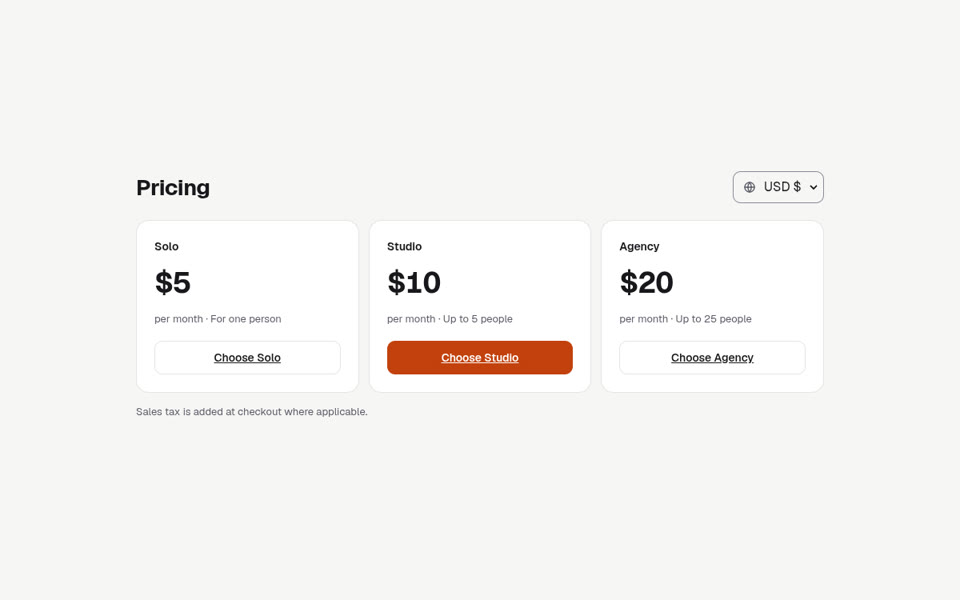 Pricing
USD $
Solo
$5
per month · For one person
Choose Solo
Studio
$10
per month · Up to 5 people
Choose Studio
Agency
$20
per month · Up to 25 people
Choose Agency
Sales tax is added at checkout where applicable.